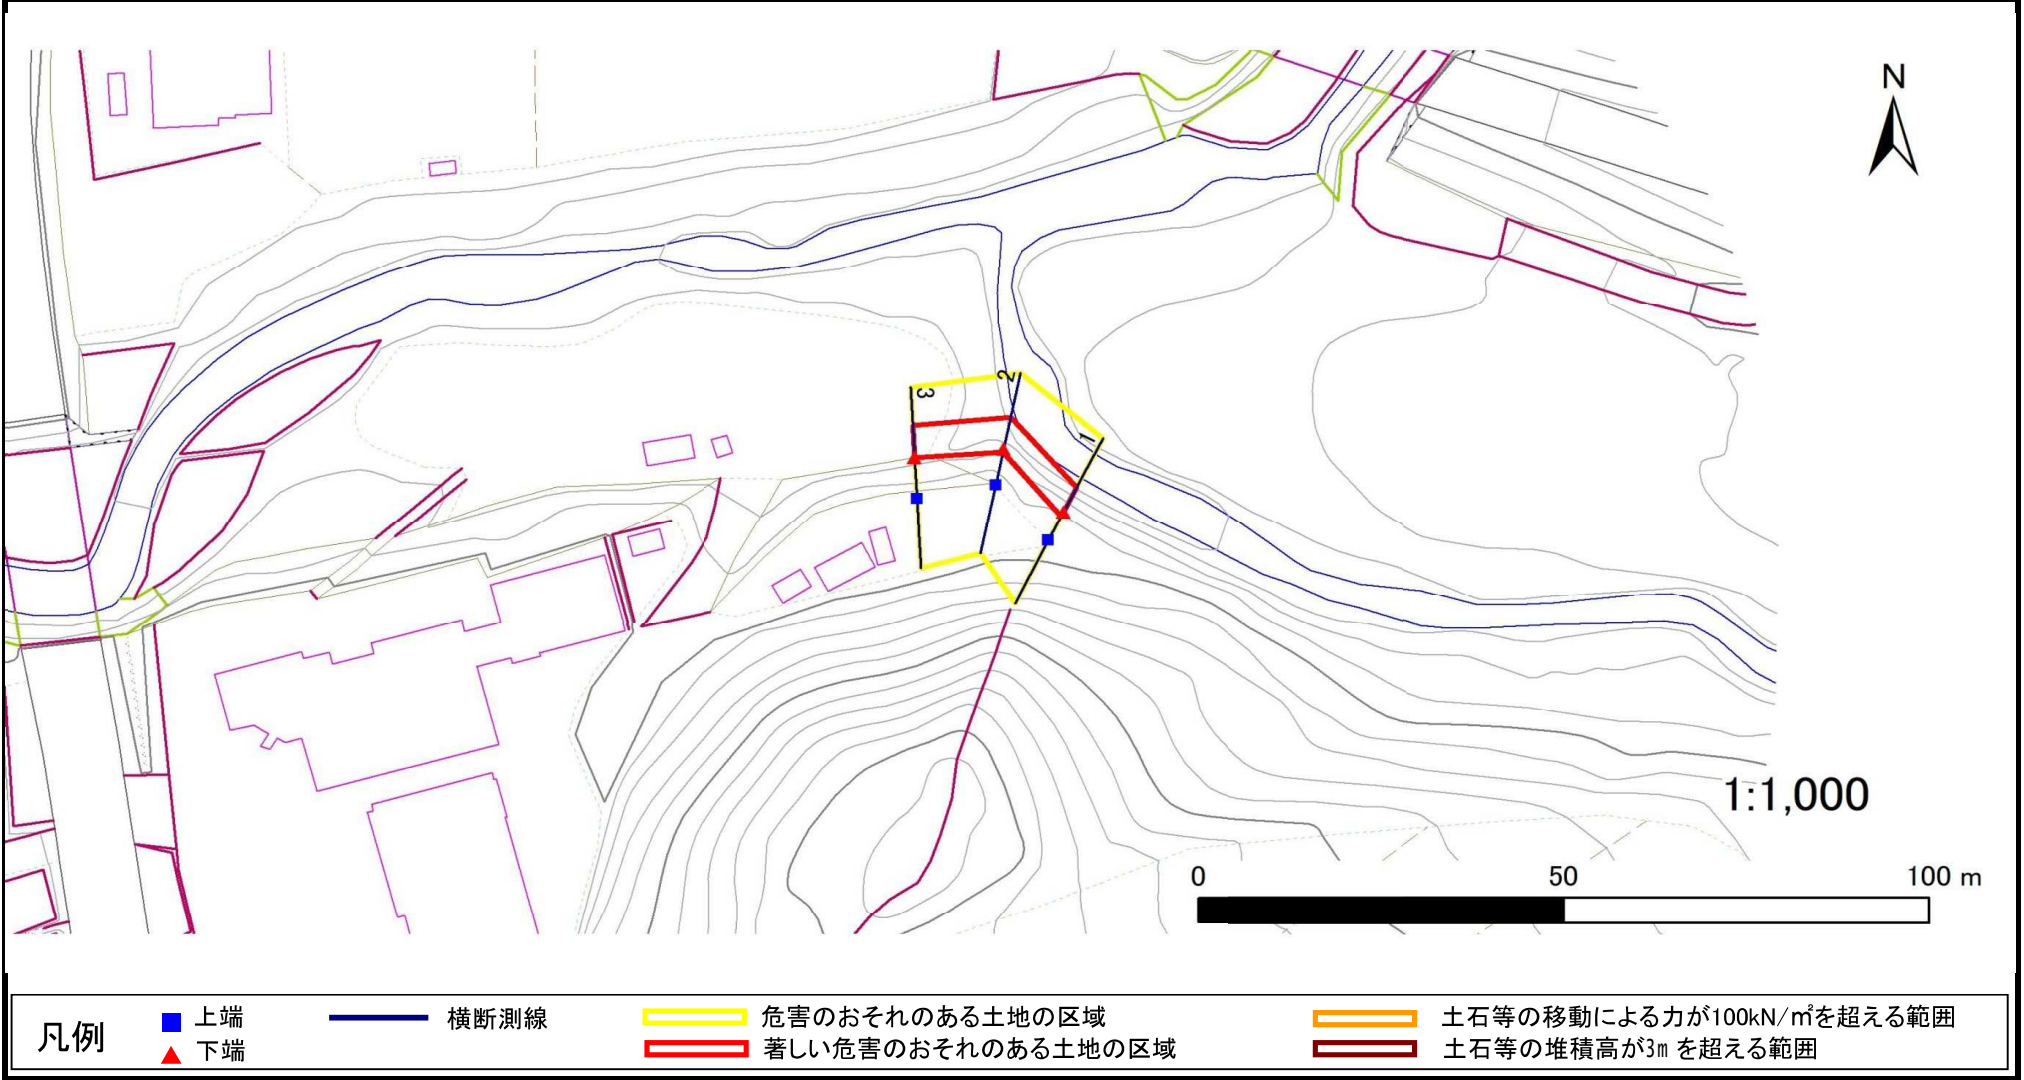 N
3
2
1
1:1,000
0 50 100 m
凡例
上端
下端
横断測線
危害のおそれのある土地の区域
著しい危害のおそれのある土地の区域
土石等の移動による力が100kN/㎡を超える範囲
土石等の堆積高が3mを超える範囲